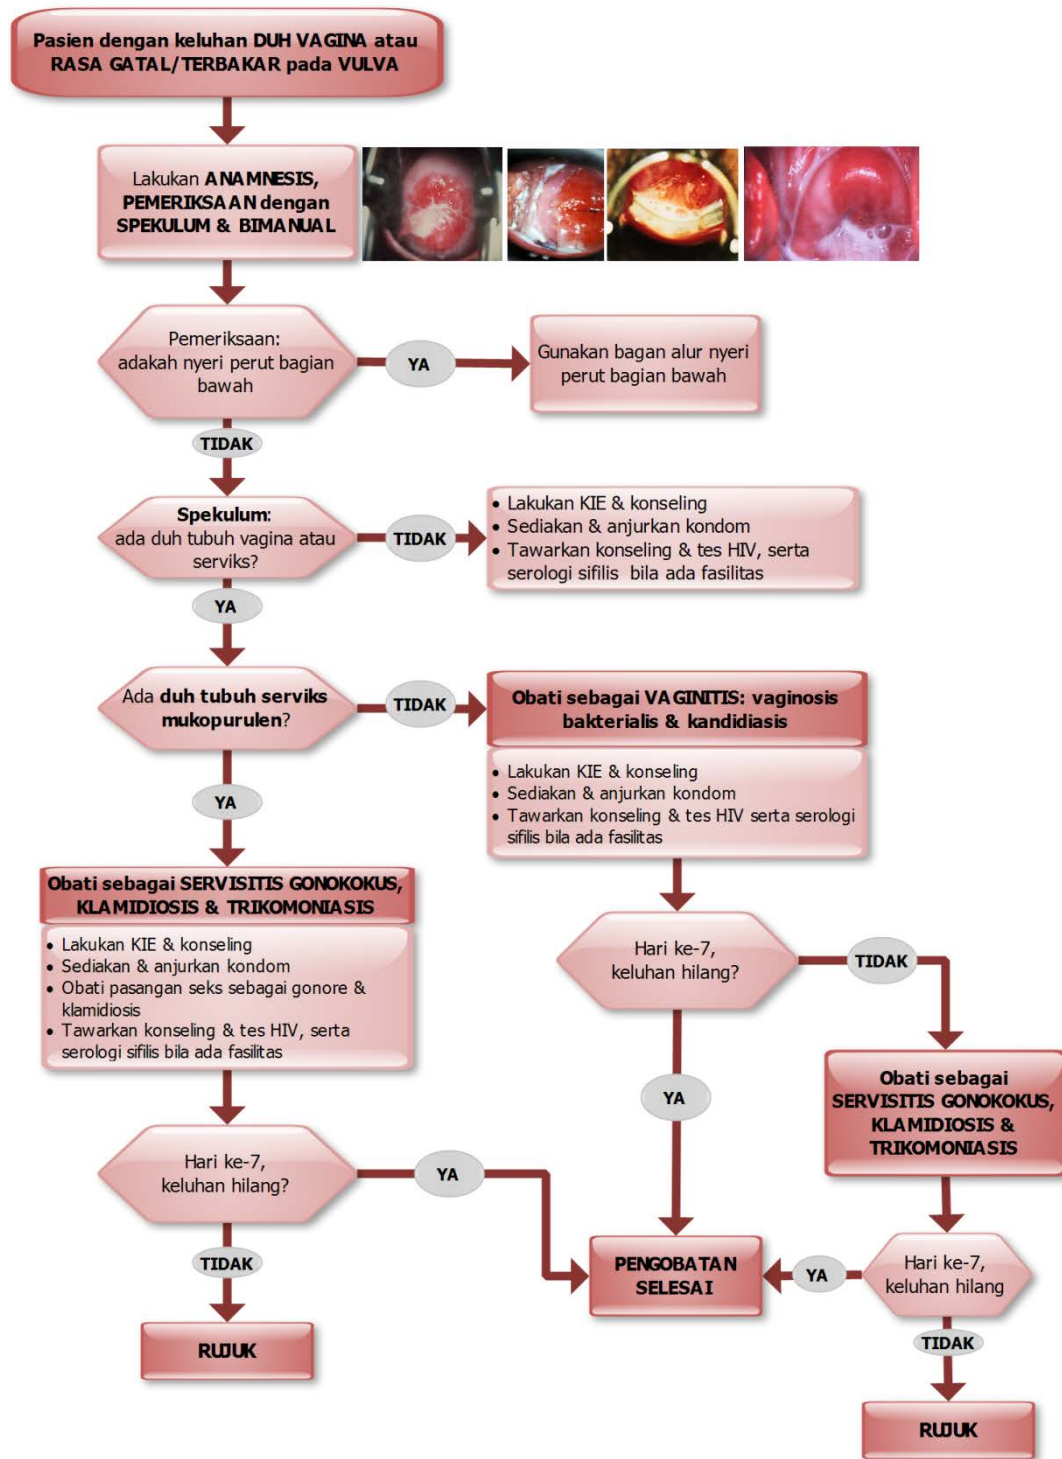 Pasien dengan keluhan DUH VAGINA atau
RASA GATAL/TERBAKAR pada VULVA
Lakukan ANAMNESIS,
PEMERIKSAAN dengan
SPEKULUM & BIMANUAL
Pemeriksaan:
adakah nyeri perut bagian
bawah
YA
Gunakan bagan alur nyeri
perut bagian bawah
TIDAK
Spekulum:
ada duh tubuh vagina atau
serviks?
TIDAK
• Lakukan KIE & konseling
• Sediakan & anjurkan kondom
• Tawarkan konseling & tes HIV, serta
serologi sifilis bila ada fasilitas
YA
Ada duh tubuh serviks
mukopurulen?
TIDAK
Obati sebagai VAGINITIS: vaginosis
bakterialis & kandidiasis
• Lakukan KIE & konseling
• Sediakan & anjurkan kondom
• Tawarkan konseling & tes HIV serta serologi
sifilis bila ada fasilitas
YA
Obati sebagai SERVISITIS GONOKOKUS,
KLAMIDIOSIS & TRIKOMONIASIS
• Lakukan KIE & konseling
• Sediakan & anjurkan kondom
• Obati pasangan seks sebagai gonore &
klamidiosis
• Tawarkan konseling & tes HIV, serta
serologi sifilis bila ada fasilitas
Hari ke-7,
keluhan hilang?
TIDAK
YA
Obati sebagai
SERVISITIS GONOKOKUS,
KLAMIDIOSIS &
TRIKOMONIASIS
Hari ke-7,
keluhan hilang?
YA
TIDAK
PENGOBATAN
SELESAI
YA
Hari ke-7,
keluhan hilang
TIDAK
RUJUK
RUJUK